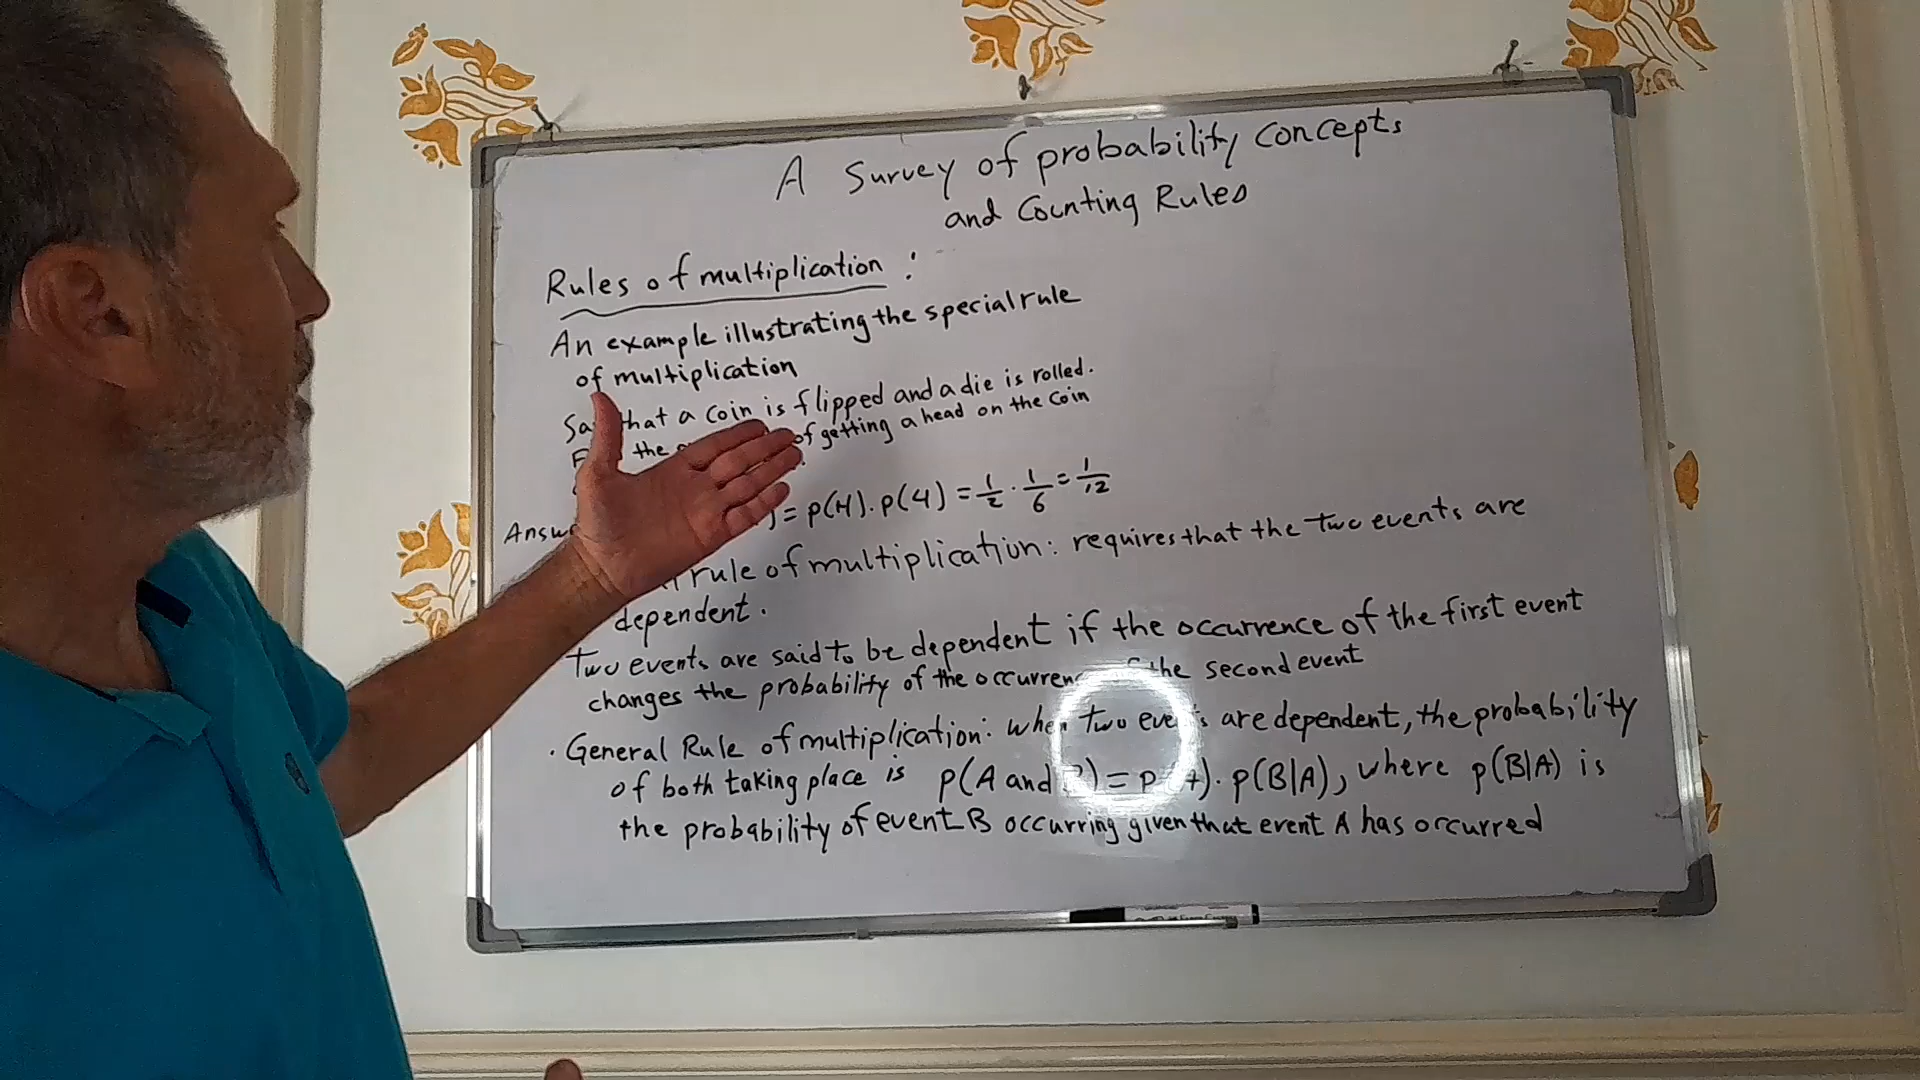 A Survey of probability concepts
and Counting Rules
Rules of multiplication :
An example illustrating the special rule
of multiplication
that a coin is flipped and a die is rolled.
the of getting a head on the coin
= p(H). p(4) = 1/2 · 1/6 = 1/12
rule of multiplication: requires that the two events are
dependent.
Two events are said to be dependent if the occurrence of the first event
changes the probability of the the second event
· General Rule of multiplication: when two events are dependent, the probability
of both taking place is p(A and B) = p(A). p(B|A), where p(B|A) is
the probability of event B occurring given that event A has occurred